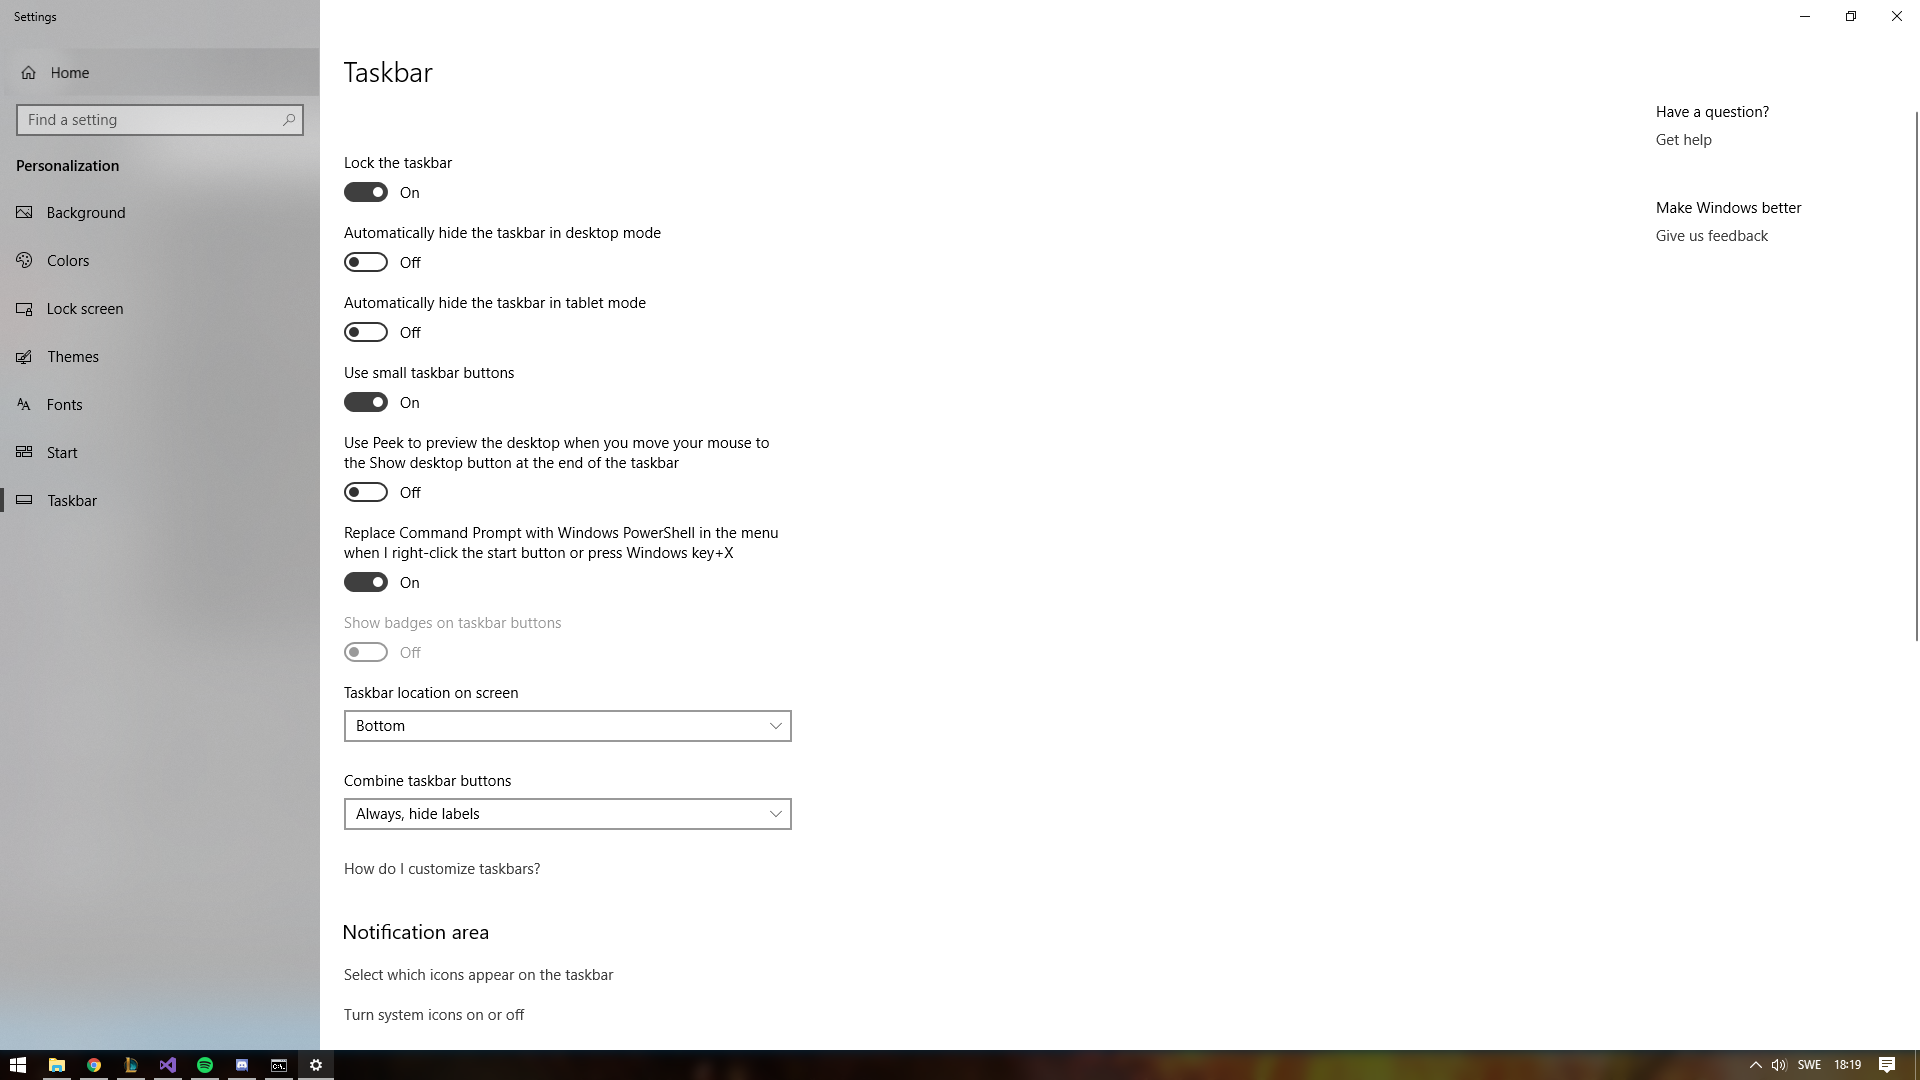 Settings
Home
Find a setting
Personalization
Background
Colors
Lock screen
Themes
Fonts
Start
Taskbar
Taskbar
Lock the taskbar
On
Automatically hide the taskbar in desktop mode
Off
Automatically hide the taskbar in tablet mode
Off
Use small taskbar buttons
On
Use Peek to preview the desktop when you move your mouse to
the Show desktop button at the end of the taskbar
Off
Replace Command Prompt with Windows PowerShell in the menu
when I right-click the start button or press Windows key+X
On
Show badges on taskbar buttons
Off
Taskbar location on screen
Bottom
Combine taskbar buttons
Always, hide labels
How do I customize taskbars?
Notification area
Select which icons appear on the taskbar
Turn system icons on or off
Have a question?
Get help
Make Windows better
Give us feedback
SWE 18:19